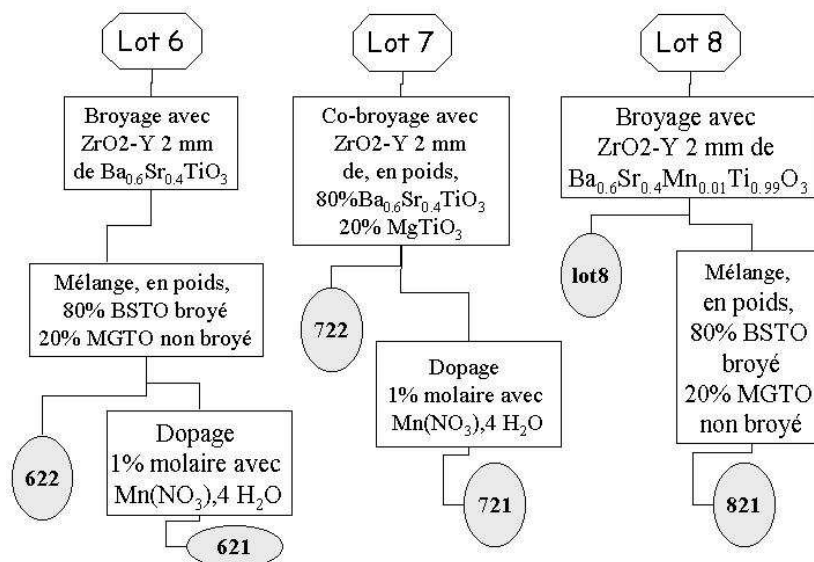 Lot 6
Broyage avec
ZrO2-Y 2 mm
de Ba0.6Sr0.4TiO3
Mélange, en poids,
80% BSTO broyé
20% MGTO non broyé
622
Dopage
1% molaire avec
Mn(NO3),4 H2O
621
Lot 7
Co-broyage avec
ZrO2-Y 2 mm
de, en poids,
80%Ba0.6Sr0.4TiO3
20% MgTiO3
722
Dopage
1% molaire avec
Mn(NO3),4 H2O
721
Lot 8
Broyage avec
ZrO2-Y 2 mm de
Ba0.6Sr0.4Mn0.01Ti0.99O3
lot8
Mélange,
en poids,
80% BSTO
broyé
20% MGTO
non broyé
821